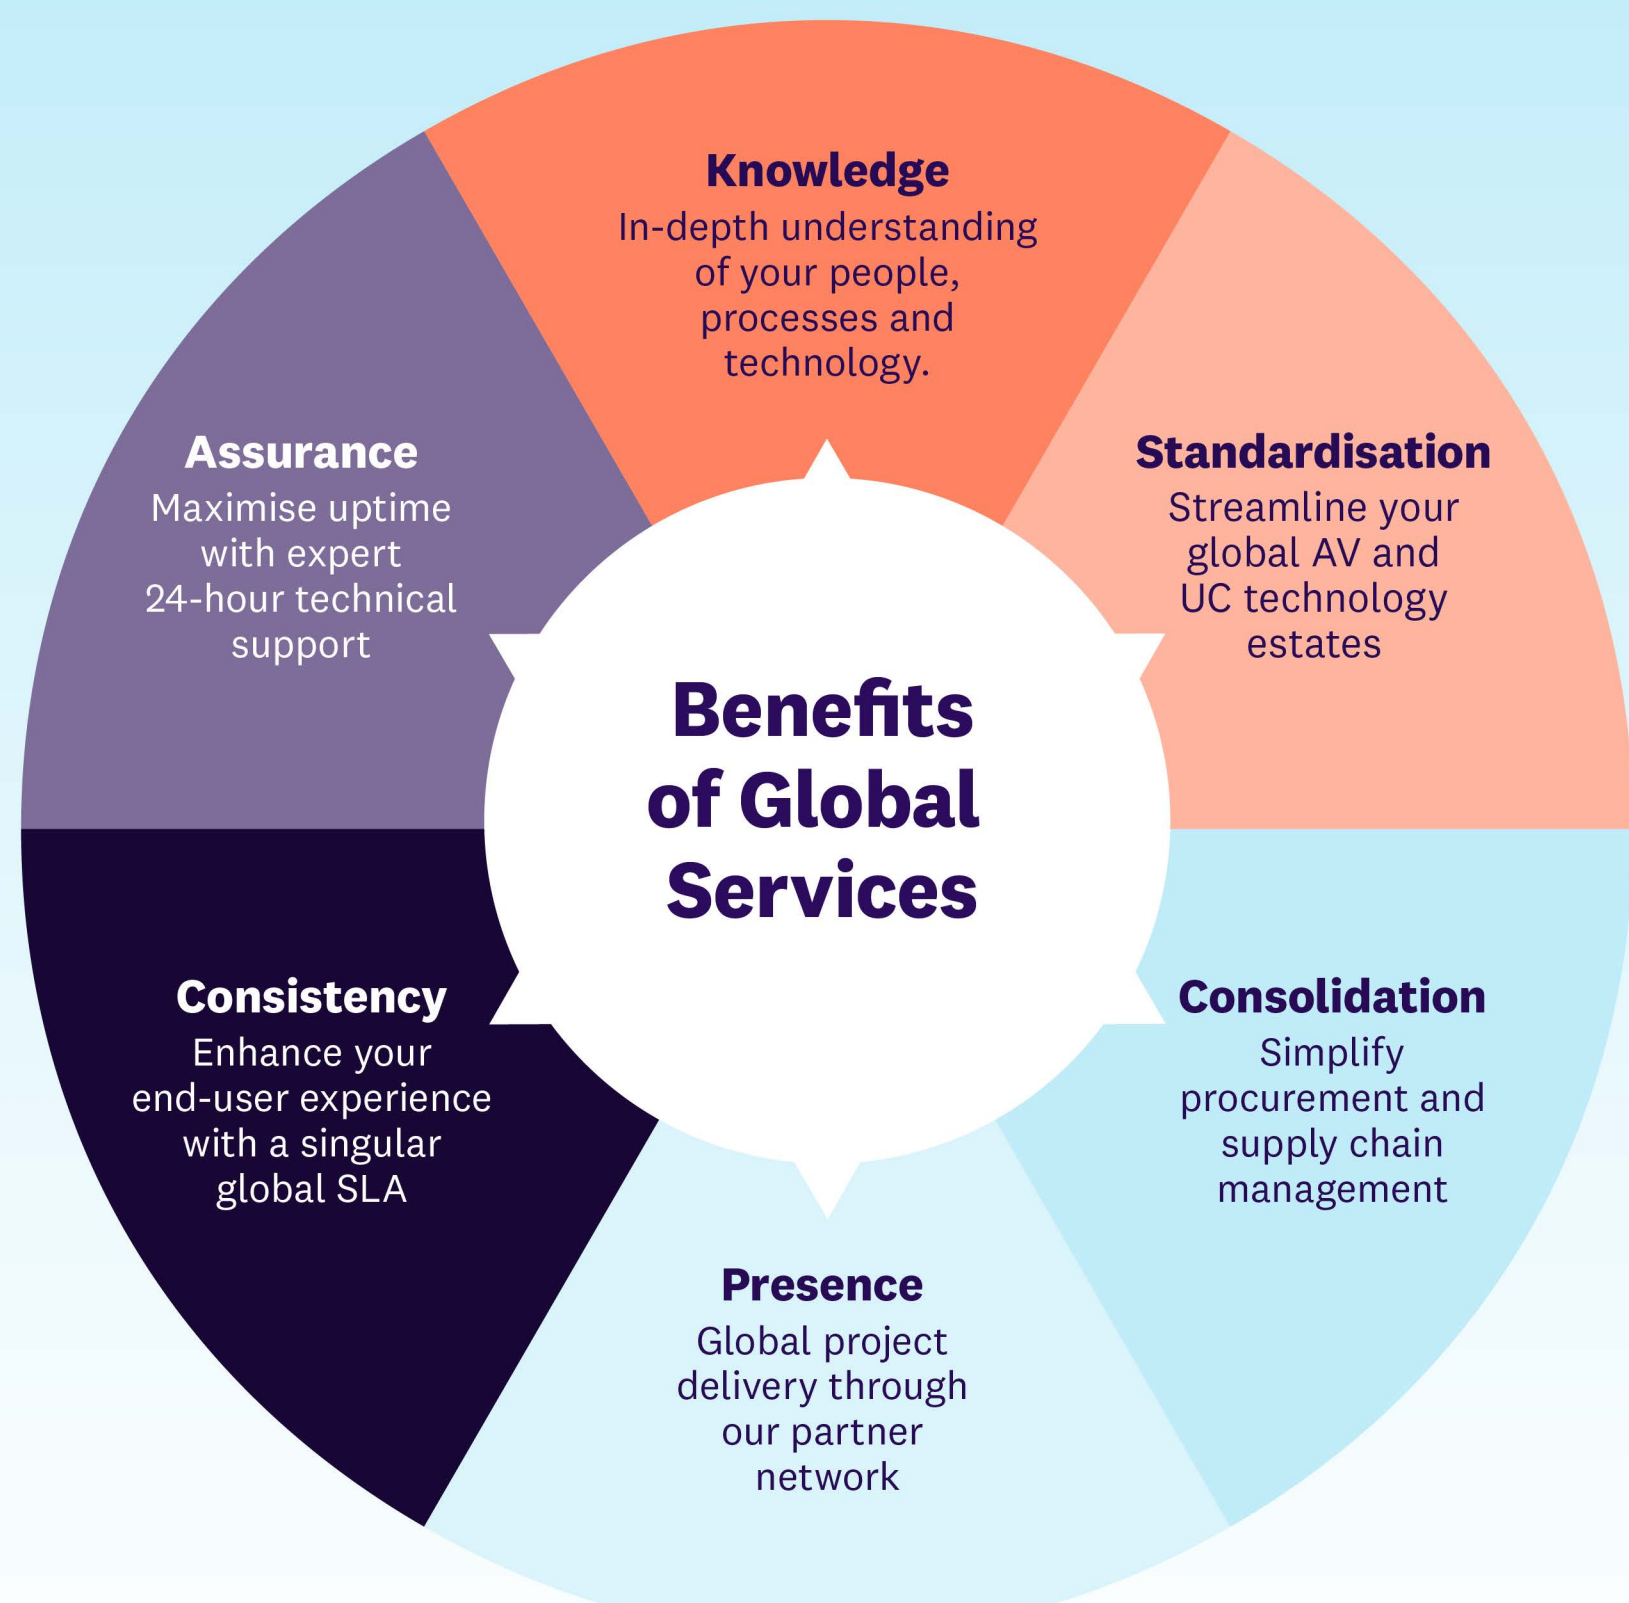 Knowledge
In-depth understanding
of your people,
processes and
technology.
Standardisation
Streamline your
global AV and
UC technology
estates
Consolidation
Simplify
procurement and
supply chain
management
Presence
Global project
delivery through
our partner
network
Consistency
Enhance your
end-user experience
with a singular
global SLA
Assurance
Maximise uptime
with expert
24-hour technical
support
Benefits
of Global
Services